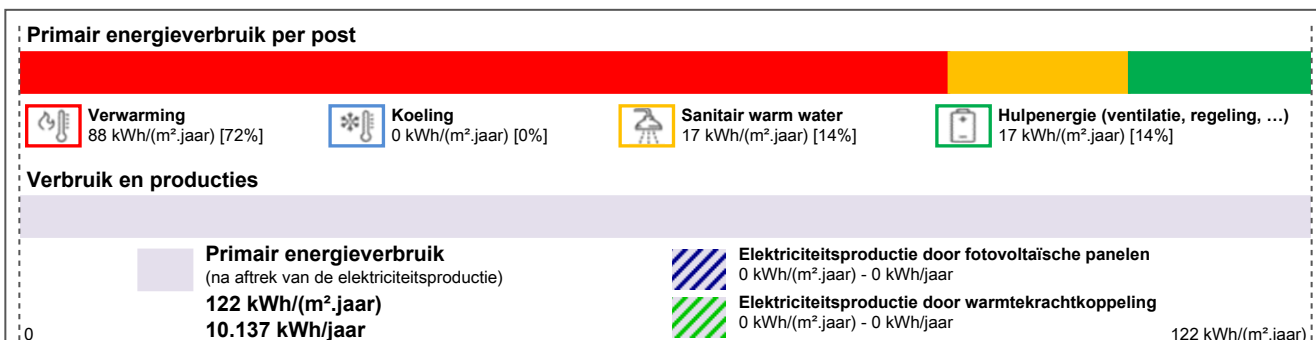 Primair energieverbruik per post
Verwarming
88 kWh/(m².jaar) [72%]
Koeling
0 kWh/(m².jaar) [0%]
Sanitair warm water
17 kWh/(m².jaar) [14%]
Hulpenergie (ventilatie, regeling, …)
17 kWh/(m².jaar) [14%]
Verbruik en producties
Primair energieverbruik
(na aftrek van de elektriciteitsproductie)
122 kWh/(m².jaar)
10.137 kWh/jaar
Elektriciteitsproductie door fotovoltaïsche panelen
0 kWh/(m².jaar) - 0 kWh/jaar
Elektriciteitsproductie door warmtekrachtkoppeling
0 kWh/(m².jaar) - 0 kWh/jaar
0
122 kWh/(m².jaar)